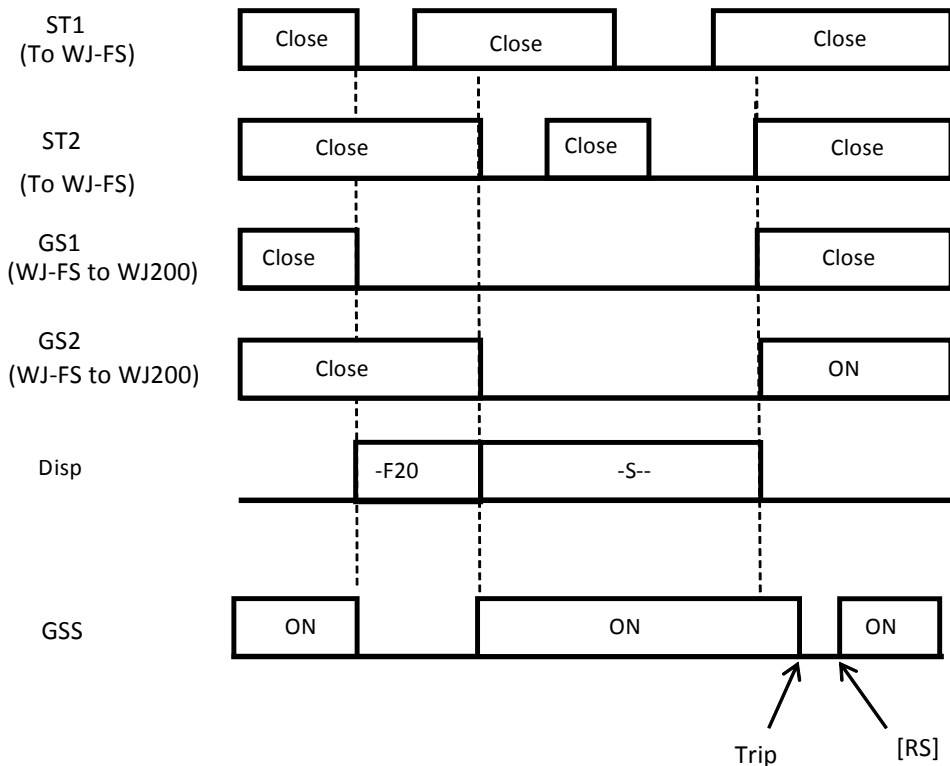 ST1
(To WJ-FS)
Close
Close
Close
ST2
(To WJ-FS)
Close
Close
Close
GS1
(WJ-FS to WJ200)
Close
Close
GS2
(WJ-FS to WJ200)
Close
ON
Disp
-F20
-S--
GSS
ON
ON
ON
Trip
[RS]